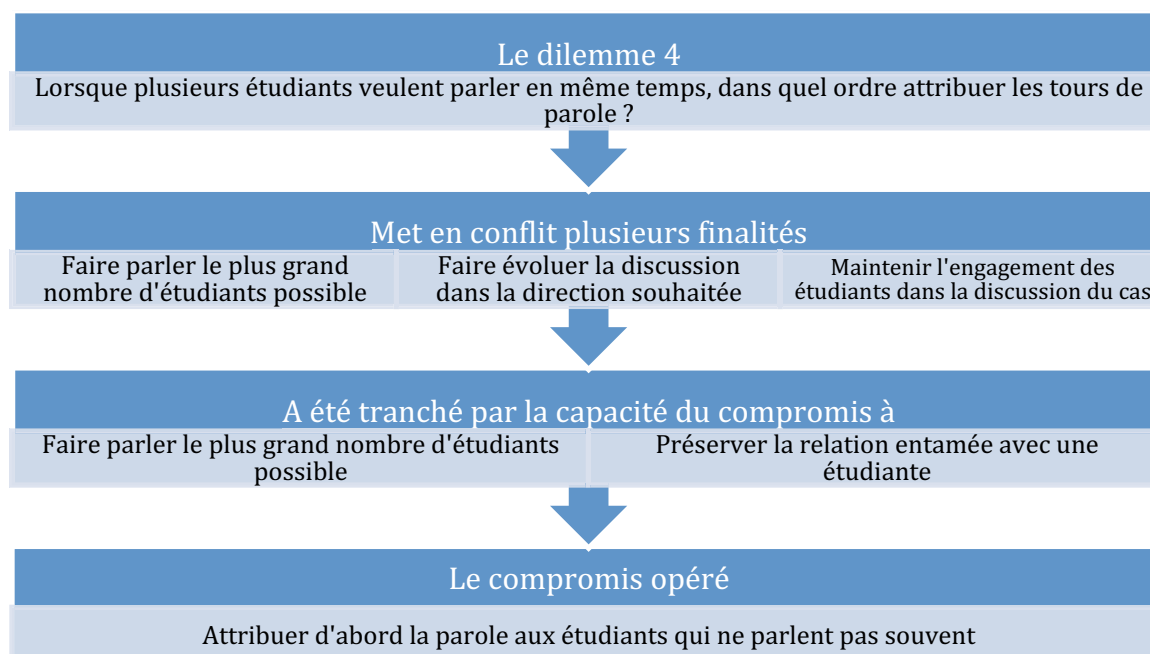 Le dilemme 4
Lorsque plusieurs étudiants veulent parler en même temps, dans quel ordre attribuer les tours de
parole ?
Met en conflit plusieurs finalités
Faire parler le plus grand
nombre d'étudiants possible
Faire évoluer la discussion
dans la direction souhaitée
Maintenir l'engagement des
étudiants dans la discussion du cas
A été tranché par la capacité du compromis à
Faire parler le plus grand nombre d'étudiants
possible
Préserver la relation entamée avec une
étudiante
Le compromis opéré
Attribuer d'abord la parole aux étudiants qui ne parlent pas souvent